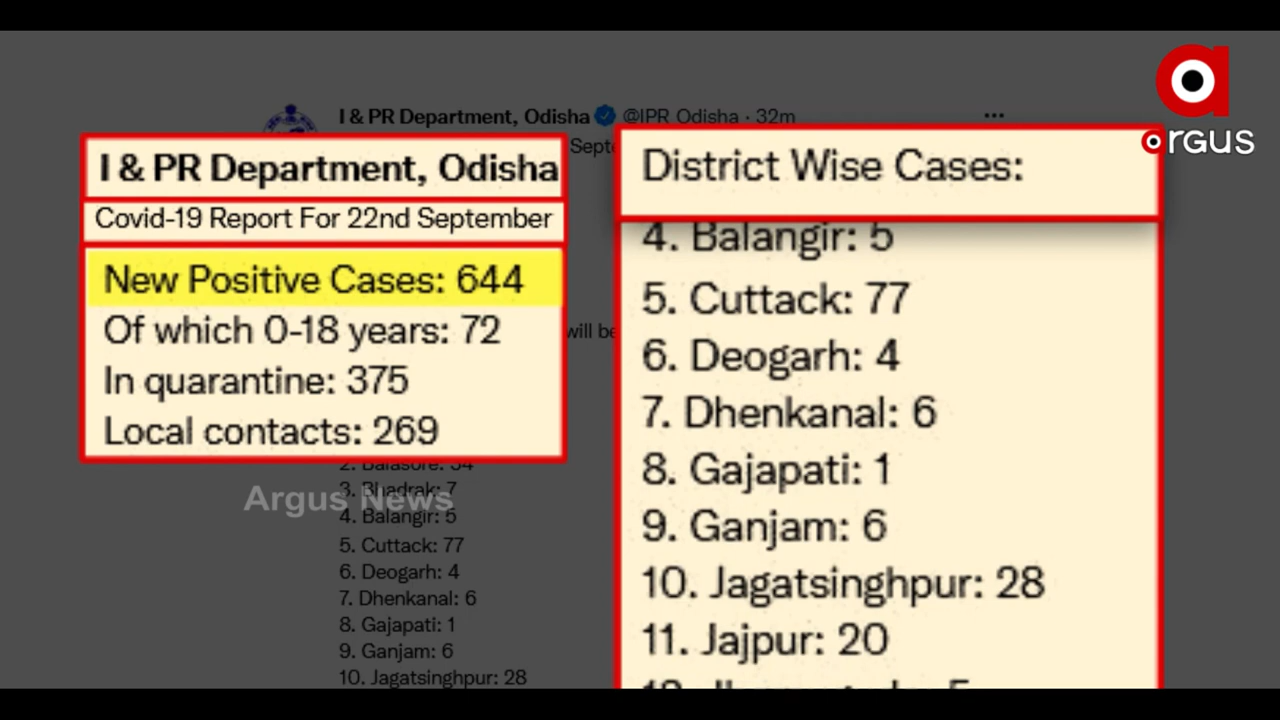 I & PR Department, Odisha @IPR Odisha · 32m ...
argus
I & PR Department, Odisha
Covid-19 Report For 22nd September
New Positive Cases: 644
Of which 0-18 years: 72
In quarantine: 375
Local contacts: 269
will be
2. Balasore: 34
3. Bhadrak: 7
Argus News
4. Balangir: 5
5. Cuttack: 77
6. Deogarh: 4
7. Dhenkanal: 6
8. Gajapati: 1
9. Ganjam: 6
10. Jagatsinghpur: 28
District Wise Cases:
4. Balangir: 5
5. Cuttack: 77
6. Deogarh: 4
7. Dhenkanal: 6
8. Gajapati: 1
9. Ganjam: 6
10. Jagatsinghpur: 28
11. Jajpur: 20